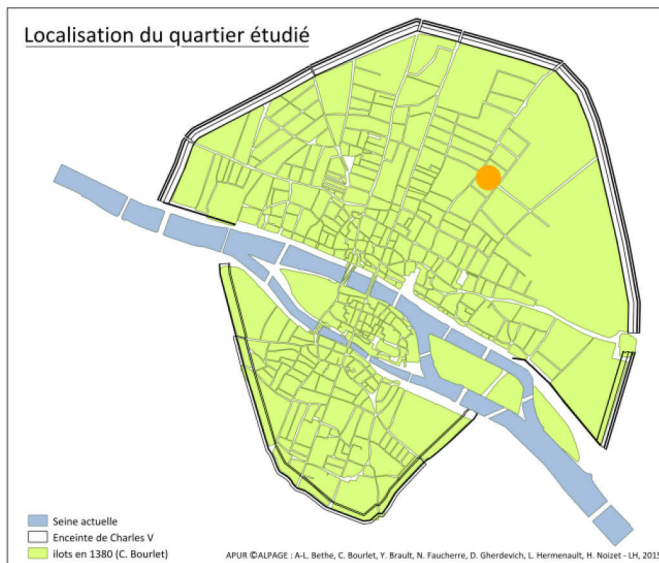 Localisation du quartier étudié
Seine actuelle
Enceinte de Charles V
ilots en 1380 (C. Bourlet)
APUR ©ALPAGE : A-L. Bethe, C. Bourlet, Y. Brault, N. Faucherre, D. Gherdevich, L. Hermenault, H. Noizet - LH, 2015